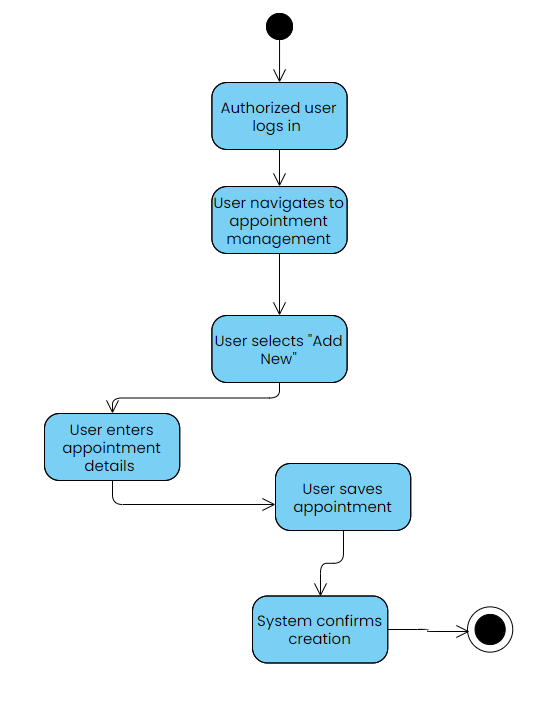 Authorized user
logs in
User navigates to
appointment
management
User selects "Add
New"
User enters
appointment
details
User saves
appointment
System confirms
creation